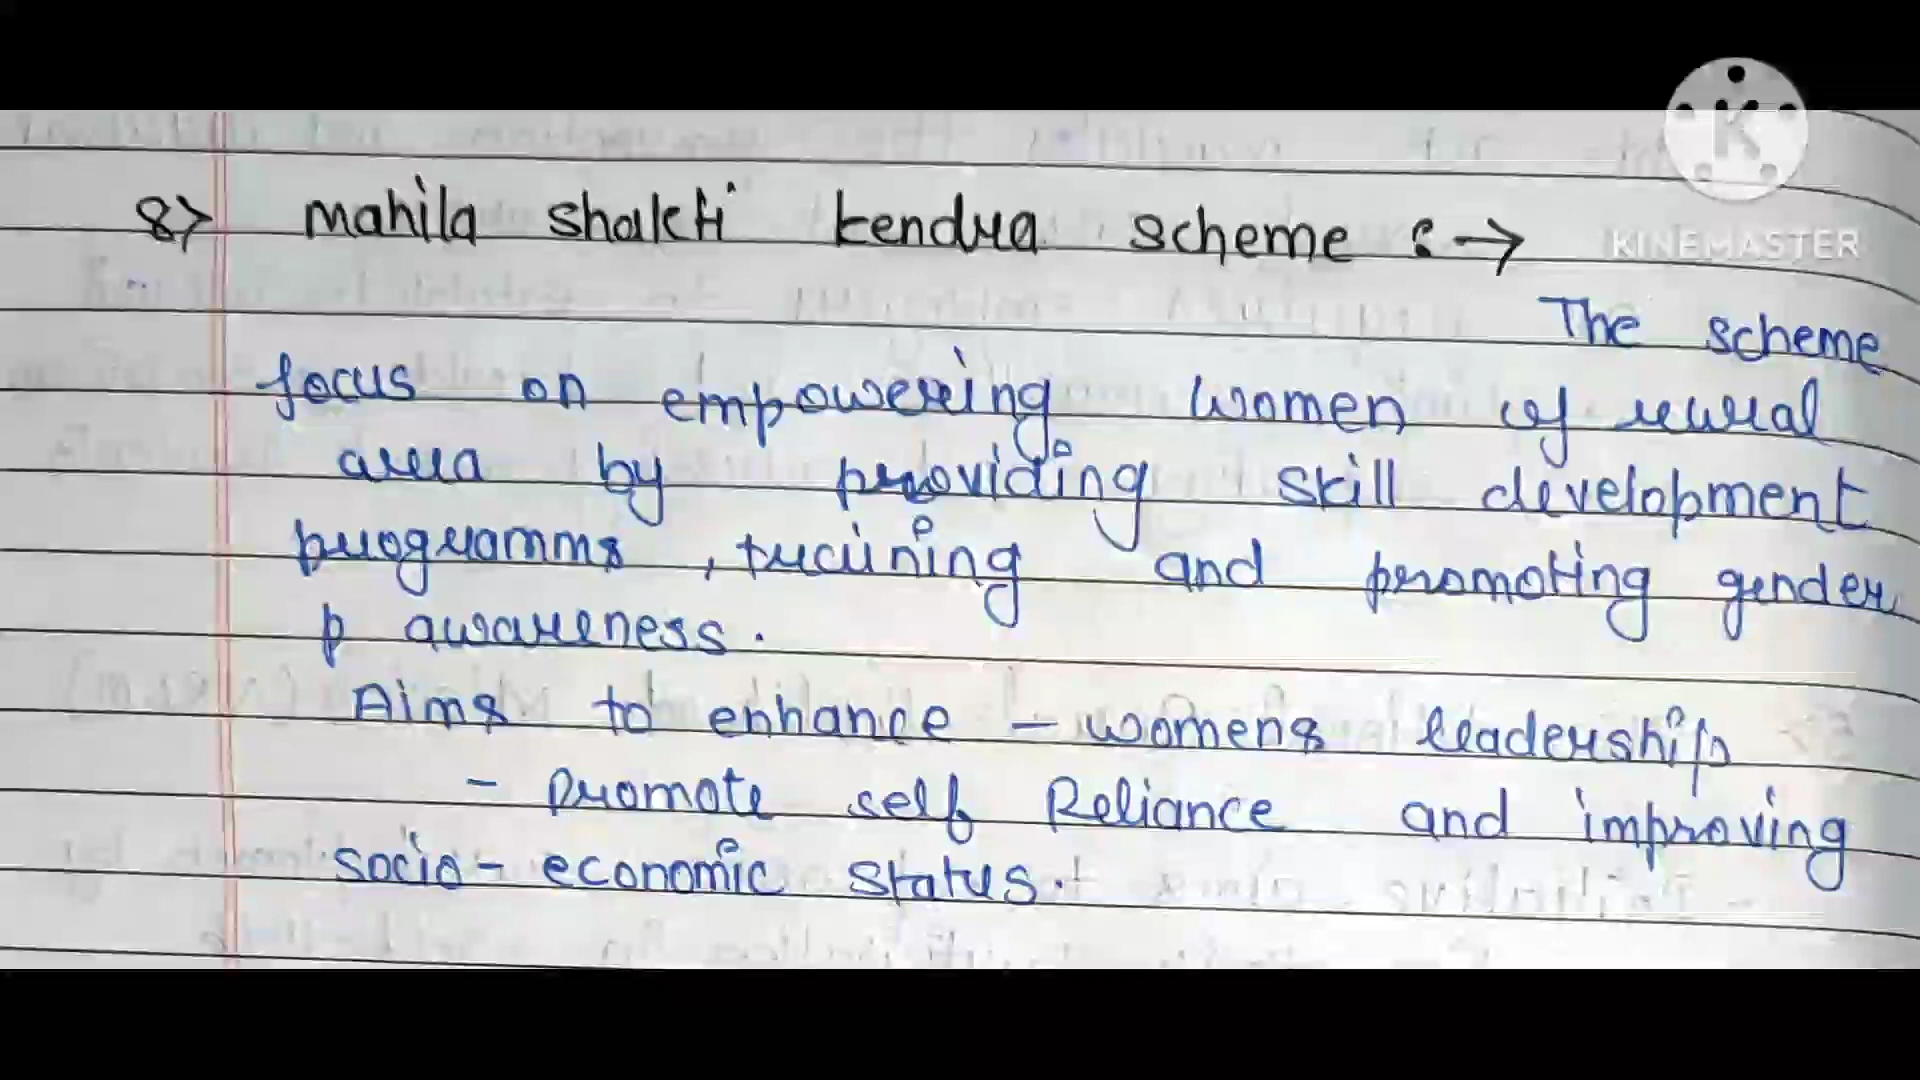 8> Mahila Shakti Kendra scheme :→
KINEMASTER
The scheme
focus on empowering women of rural
area by providing skill development
programms, training and promoting gender
p awareness.
Aims to enhance - womens leadership
- Promote self Reliance and improving
socio-economic status.